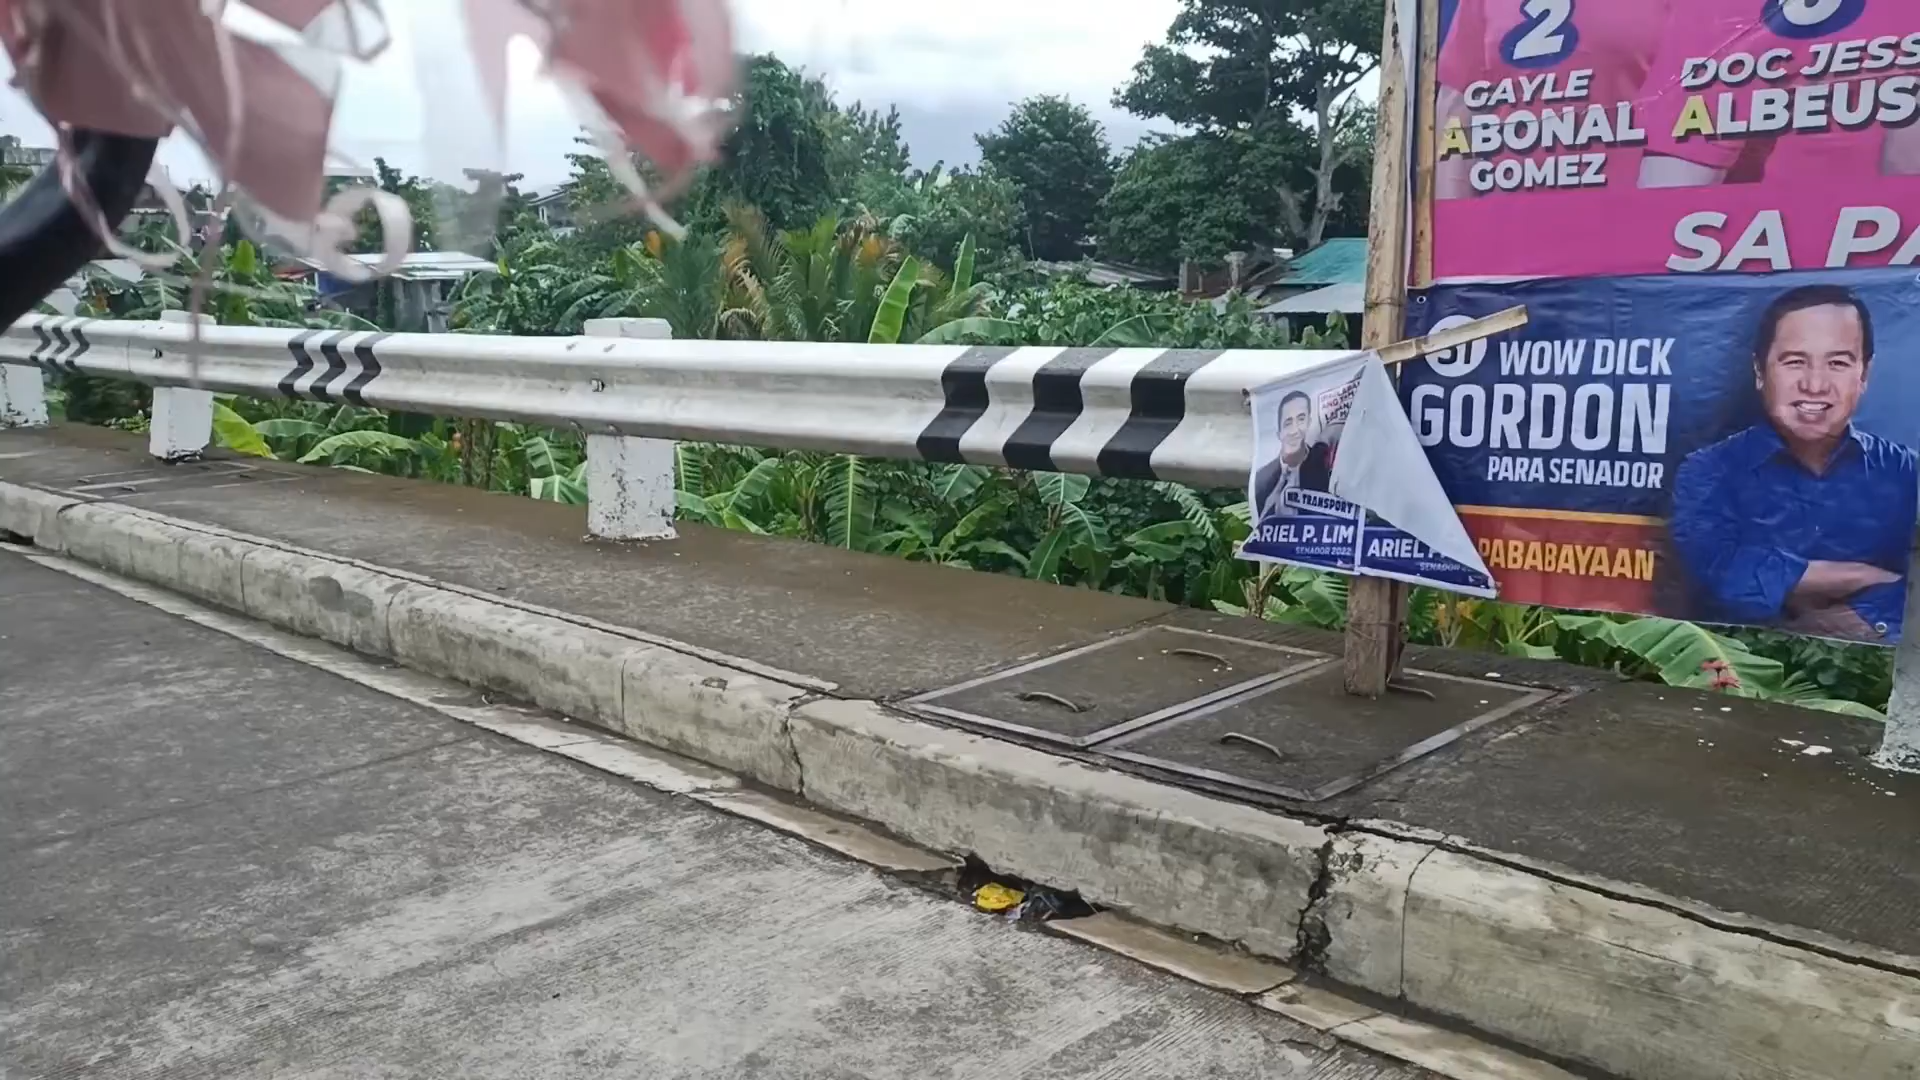 2
GAYLE
ABONAL
GOMEZ
DOC JESS
ALBEUS
SA PA
WOW DICK
GORDON
PARA SENADOR
PABABAYAAN
MR. TRANSPORT
ARIEL P. LIM
SENADOR 2022
ARIEL